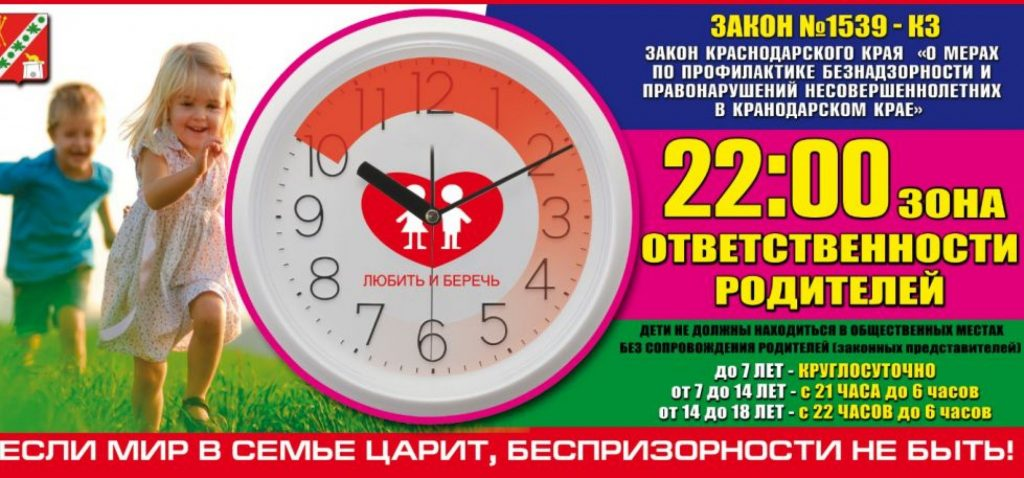 ЗАКОН №1539 - КЗ
ЗАКОН КРАСНОДАРСКОГО КРАЯ «О МЕРАХ
ПО ПРОФИЛАКТИКЕ БЕЗНАДЗОРНОСТИ И
ПРАВОНАРУШЕНИЙ НЕСОВЕРШЕННОЛЕТНИХ
В КРАНОДАРСКОМ КРАЕ»
22:00 ЗОНА
ОТВЕТСТВЕННОСТИ
РОДИТЕЛЕЙ
ДЕТИ НЕ ДОЛЖНЫ НАХОДИТЬСЯ В ОБЩЕСТВЕННЫХ МЕСТАХ
БЕЗ СОПРОВОЖДЕНИЯ РОДИТЕЛЕЙ (законных представителей)
до 7 ЛЕТ - КРУГЛОСУТОЧНО
от 7 до 14 ЛЕТ - с 21 ЧАСА до 6 часов
от 14 до 18 ЛЕТ - с 22 ЧАСОВ до 6 часов
12
1
2
3
4
5
6
7
8
9
10
ЛЮБИТЬ И БЕРЕЧЬ
ЕСЛИ МИР В СЕМЬЕ ЦАРИТ, БЕСПРИЗОРНОСТИ НЕ БЫТЬ!